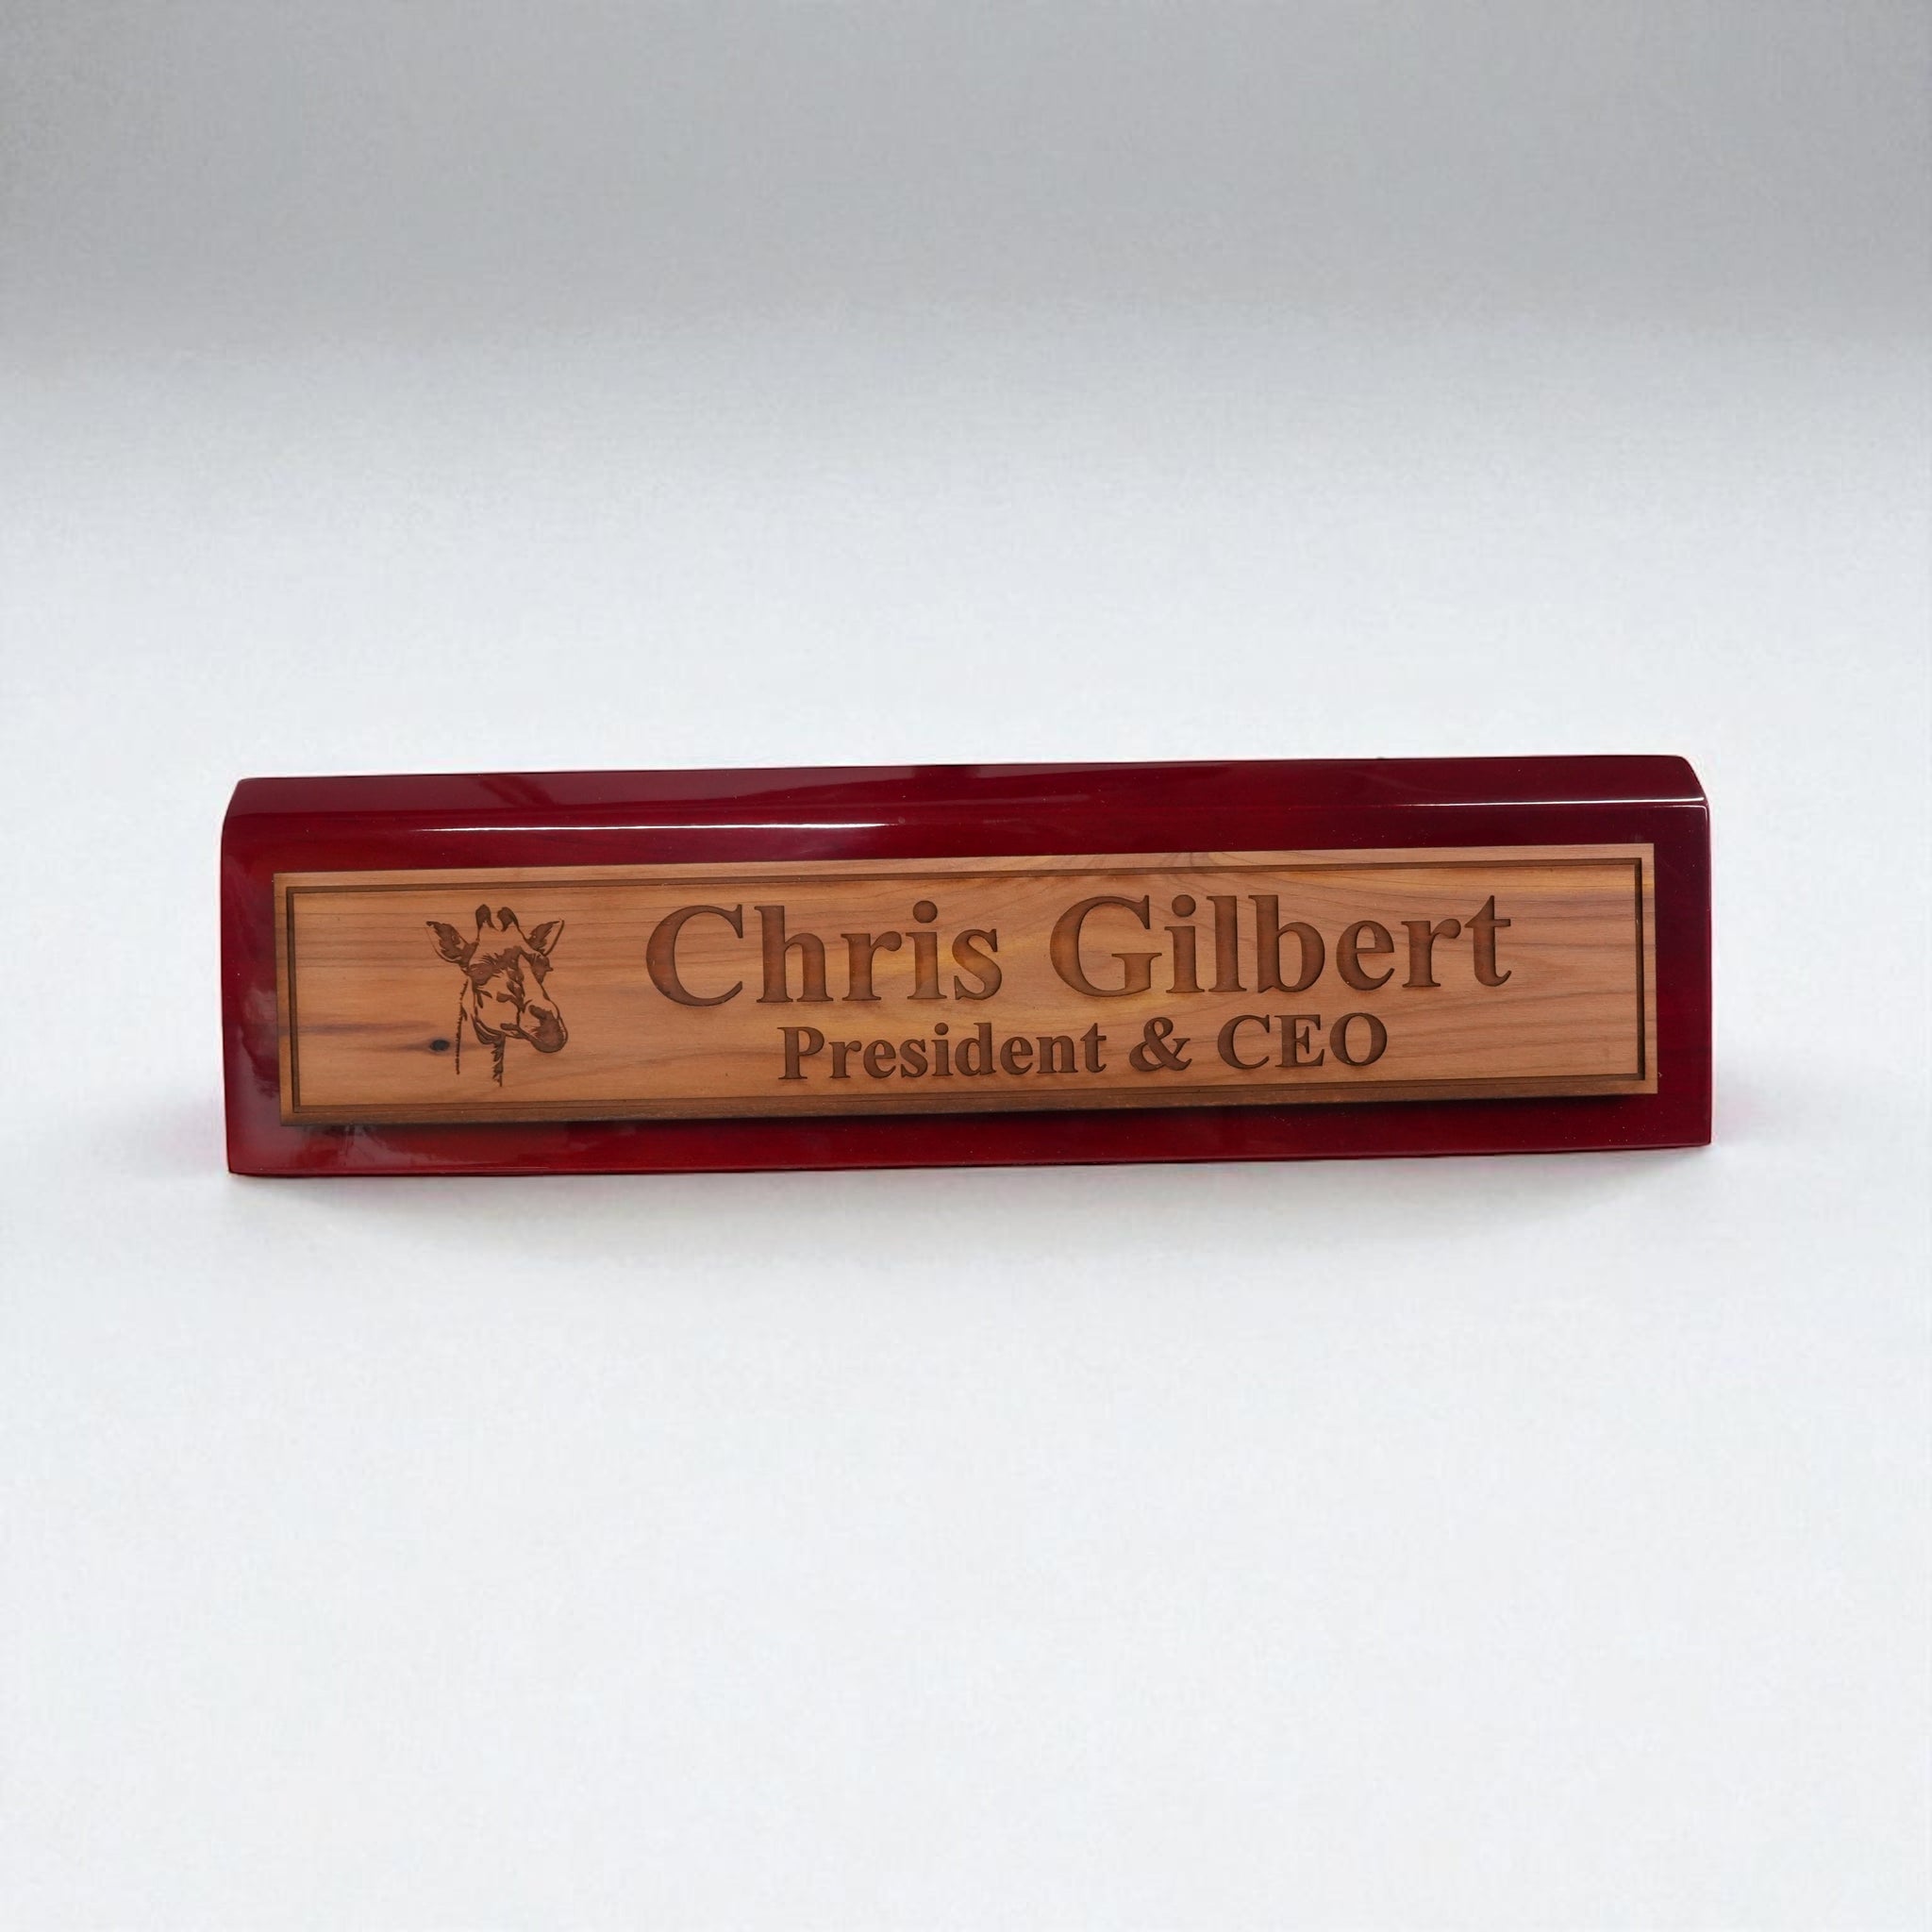 Chris Gilbert
President & CEO